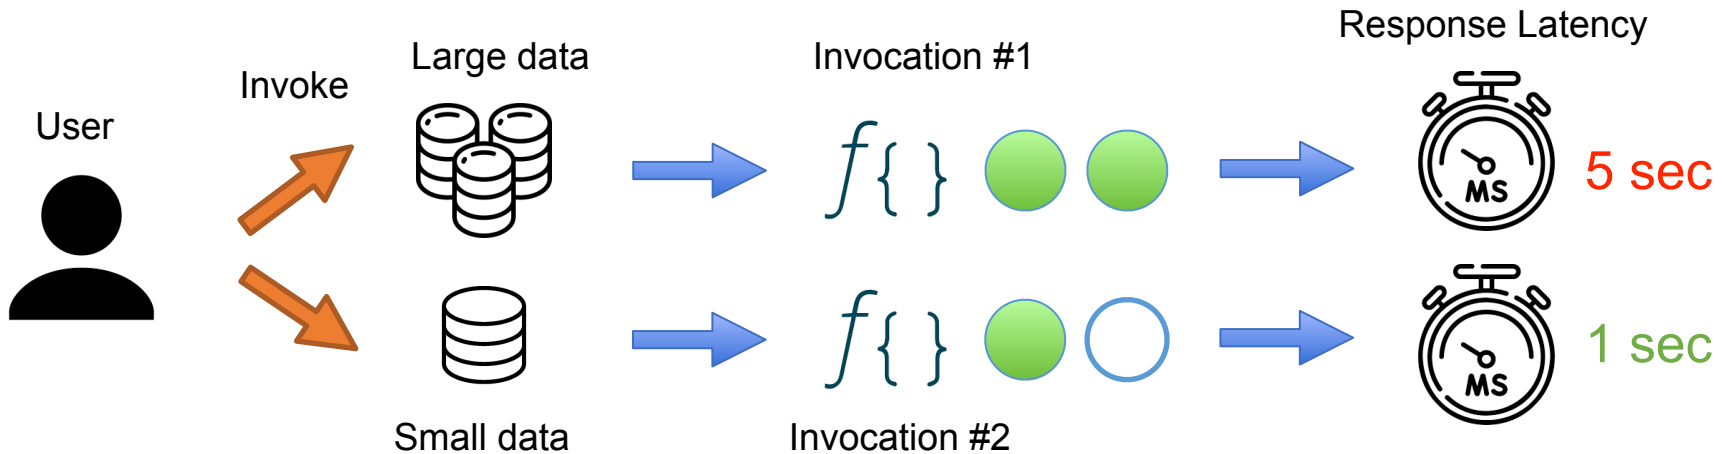 Response Latency
Large data
Invocation #1
Invoke
User
f{ }
MS
5 sec
f{ }
MS
1 sec
Small data
Invocation #2